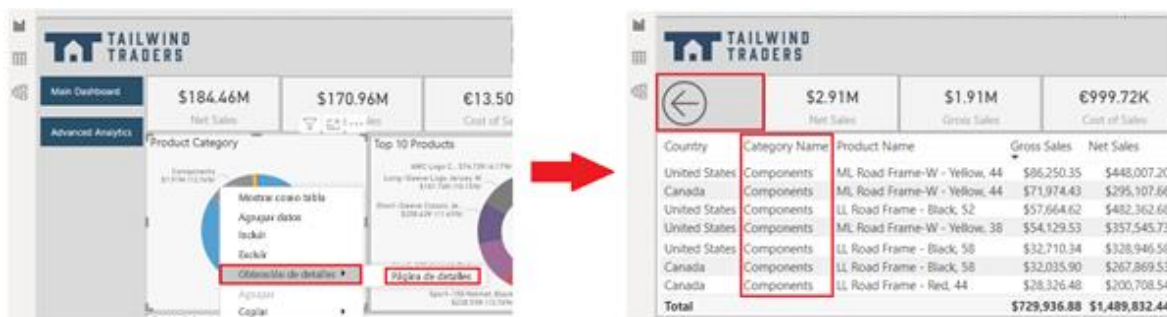 TAILWIND
TRADERS
Main Dashboard
Advanced Analytics
$184.46M
Net Sales
$170.96M
€13.50
Cost of Sa
Product Category
Top 10 Products
Components
Mostrar como tabla
Agrupar datos
Incluir
Excluir
Obtención de detalles
Página de detalles
Agrupar
Copiar
TAILWIND
TRADERS
$2.91M
Net Sales
$1.91M
Gross Sales
€999.72K
Cost of Sales
Country Category Name Product Name Gross Sales Net Sales
United States Components ML Road Frame-W - Yellow, 44 $86,250.35 $448,007.20
Canada Components ML Road Frame-W - Yellow, 44 $71,974.43 $295,107.60
United States Components LL Road Frame - Black, 52 $57,664.62 $482,362.60
United States Components ML Road Frame-W - Yellow, 38 $54,129.53 $357,545.73
United States Components LL Road Frame - Black, 58 $32,710.34 $328,946.50
Canada Components LL Road Frame - Black, 58 $32,035.90 $267,869.53
Canada Components LL Road Frame - Red, 44 $28,326.48 $200,708.54
Total $729,936.88 $1,489,832.44